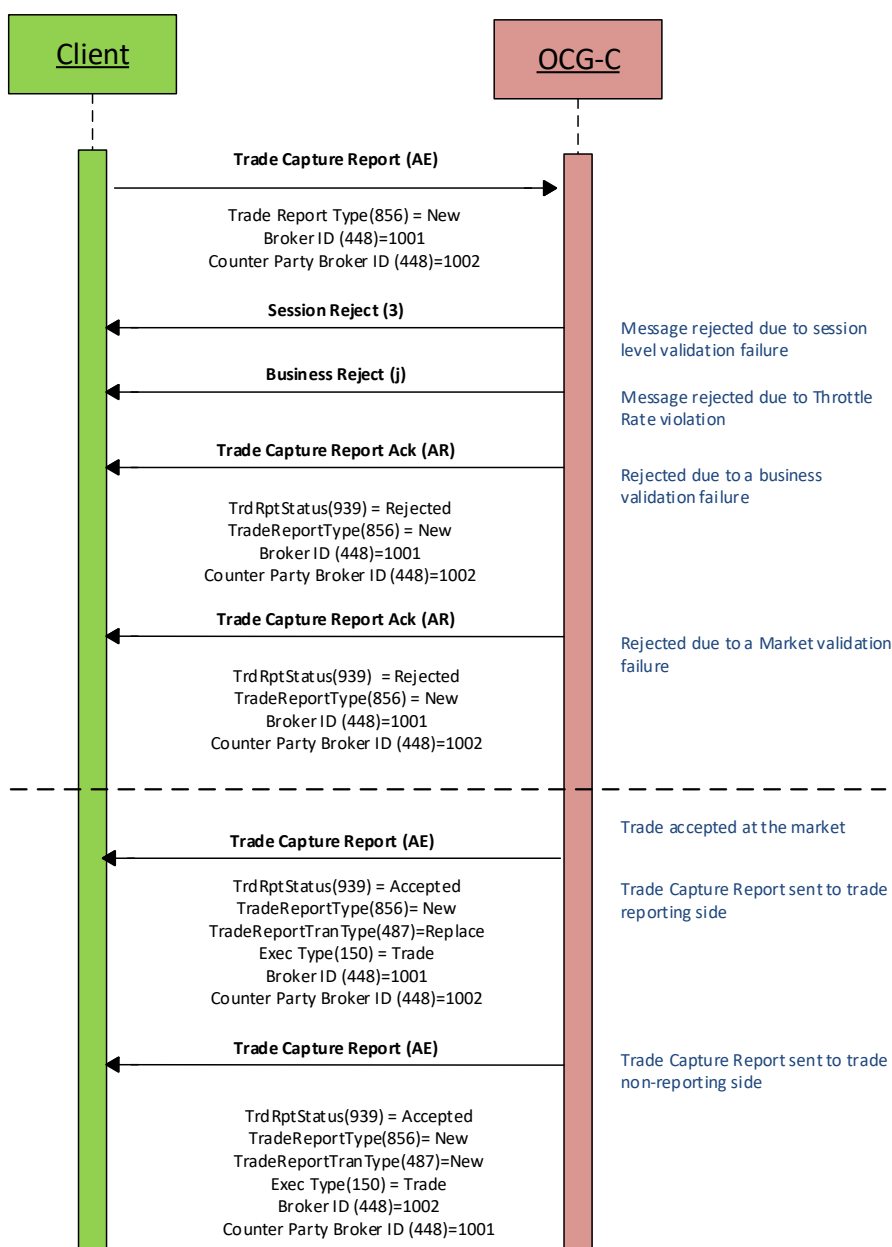 Client
OCG-C
Trade Capture Report (AE)
Trade Report Type(856) = New
Broker ID (448)=1001
Counter Party Broker ID (448)=1002
Session Reject (3)
Message rejected due to session
level validation failure
Business Reject (j)
Message rejected due to Throttle
Rate violation
Trade Capture Report Ack (AR)
Rejected due to a business
validation failure
TrdRptStatus(939) = Rejected
TradeReportType(856) = New
Broker ID (448)=1001
Counter Party Broker ID (448)=1002
Trade Capture Report Ack (AR)
Rejected due to a Market validation
failure
TrdRptStatus(939) = Rejected
TradeReportType(856) = New
Broker ID (448)=1001
Counter Party Broker ID (448)=1002
Trade accepted at the market
Trade Capture Report (AE)
Trade Capture Report sent to trade
reporting side
TrdRptStatus(939) = Accepted
TradeReportType(856)= New
TradeReportTranType(487)=Replace
Exec Type(150) = Trade
Broker ID (448)=1001
Counter Party Broker ID (448)=1002
Trade Capture Report (AE)
Trade Capture Report sent to trade
non-reporting side
TrdRptStatus(939) = Accepted
TradeReportType(856)= New
TradeReportTranType(487)=New
Exec Type(150) = Trade
Broker ID (448)=1002
Counter Party Broker ID (448)=1001